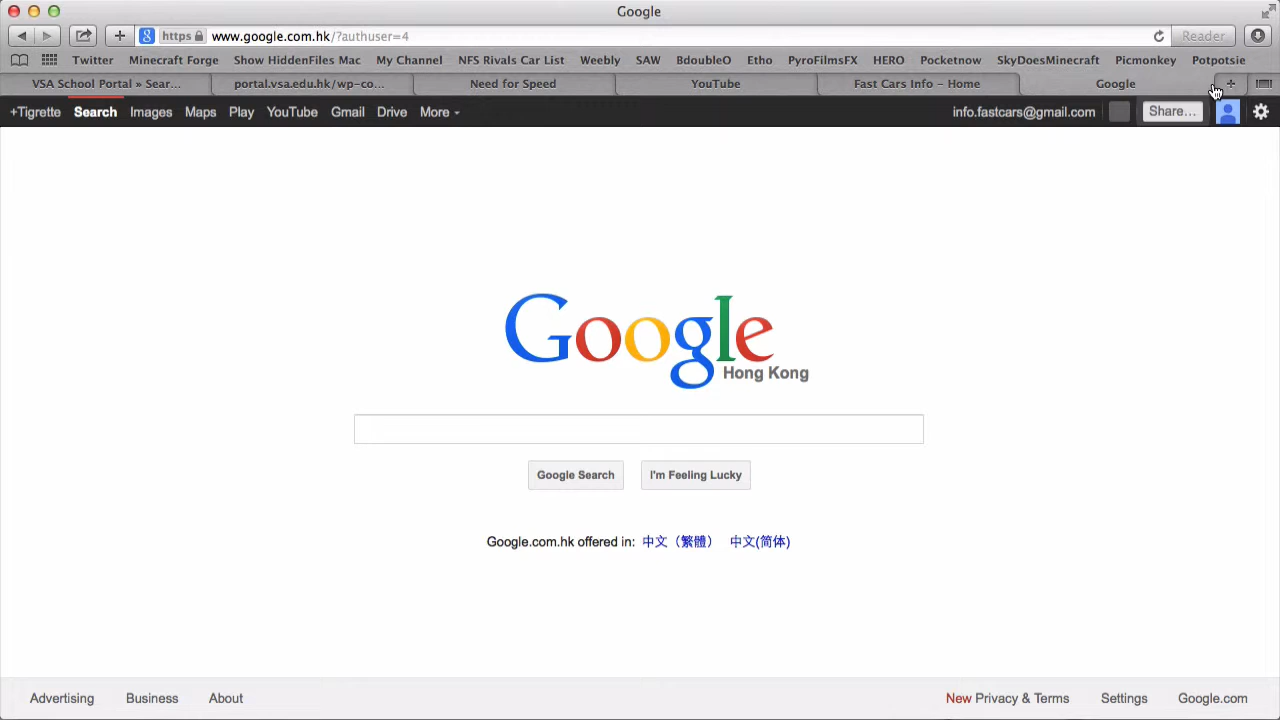 Google
https www.google.com.hk/?authuser=4 Reader
Twitter Minecraft Forge Show HiddenFiles Mac My Channel NFS Rivals Car List Weebly SAW BdoubleO Etho PyroFilmsFX HERO Pocketnow SkyDoesMinecraft Picmonkey Potpotsie
VSA School Portal » Sear... portal.vsa.edu.hk/wp-co... Need for Speed YouTube Fast Cars Info – Home Google
+Tigrette Search Images Maps Play YouTube Gmail Drive More info.fastcars@gmail.com Share...
Google
Hong Kong
Google Search I'm Feeling Lucky
Google.com.hk offered in: 中文（繁體） 中文(简体)
Advertising Business About New Privacy & Terms Settings Google.com